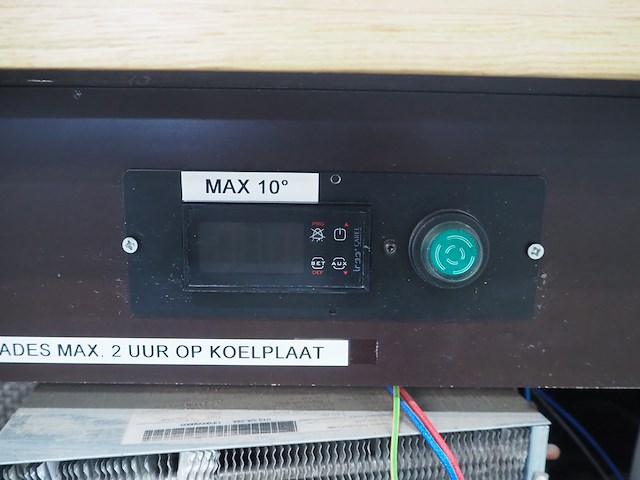 MAX 10°
PRG
SET AUX
DEF
ir33+ CAREL
ADES MAX. 2 UUR OP KOELPLAAT